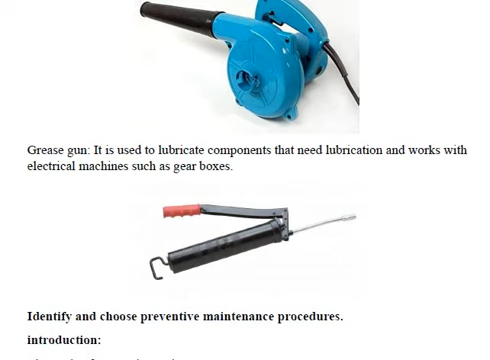 Grease gun: It is used to lubricate components that need lubrication and works with
electrical machines such as gear boxes.
Identify and choose preventive maintenance procedures.
introduction: